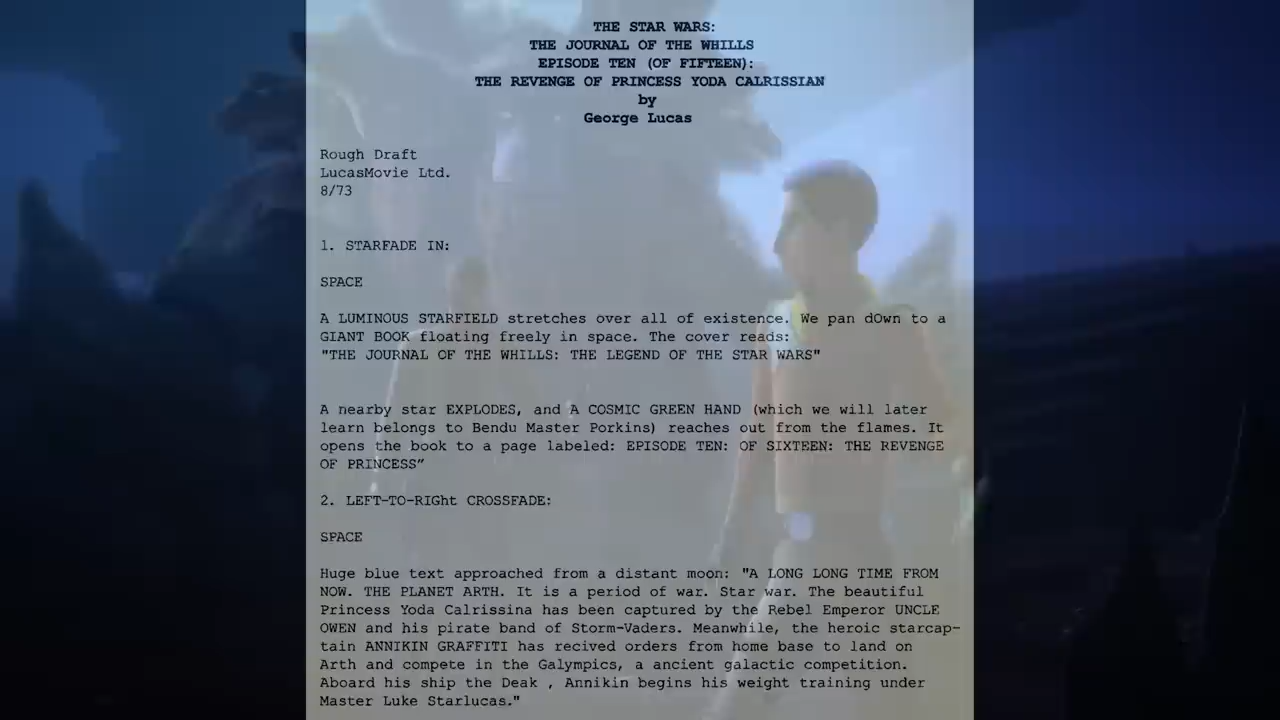 THE STAR WARS:
THE JOURNAL OF THE WHILLS
EPISODE TEN (OF FIFTEEN):
THE REVENGE OF PRINCESS YODA CALRISSIAN
by
George Lucas
Rough Draft
LucasMovie Ltd.
8/73
1. STARFADE IN:
SPACE
A LUMINOUS STARFIELD stretches over all of existence. We pan dOwn to a
GIANT BOOK floating freely in space. The cover reads:
"THE JOURNAL OF THE WHILLS: THE LEGEND OF THE STAR WARS"
A nearby star EXPLODES, and A COSMIC GREEN HAND (which we will later
learn belongs to Bendu Master Porkins) reaches out from the flames. It
opens the book to a page labeled: EPISODE TEN: OF SIXTEEN: THE REVENGE
OF PRINCESS”
2. LEFT-TO-RIGht CROSSFADE:
SPACE
Huge blue text approached from a distant moon: "A LONG LONG TIME FROM
NOW. THE PLANET ARTH. It is a period of war. Star war. The beautiful
Princess Yoda Calrissina has been captured by the Rebel Emperor UNCLE
OWEN and his pirate band of Storm-Vaders. Meanwhile, the heroic starcap-
tain ANNIKIN GRAFFITI has recived orders from home base to land on
Arth and compete in the Galympics, a ancient galactic competition.
Aboard his ship the Deak , Annikin begins his weight training under
Master Luke Starlucas."